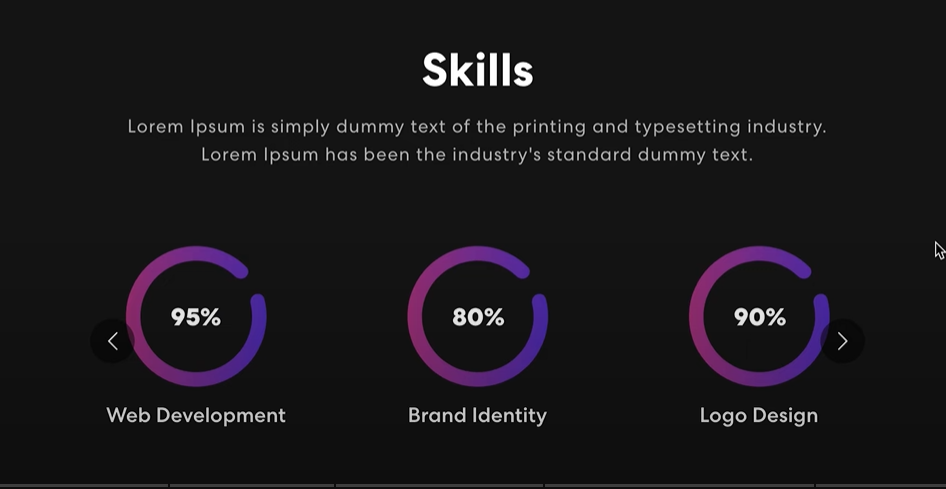 Skills
Lorem Ipsum is simply dummy text of the printing and typesetting industry.
Lorem Ipsum has been the industry's standard dummy text.
95%
80%
90%
Web Development
Brand Identity
Logo Design